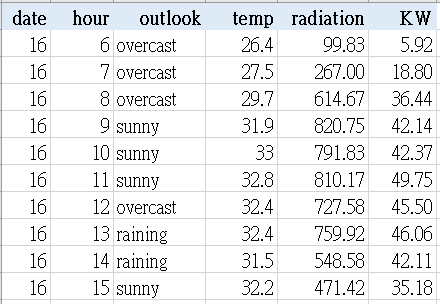 date hour outlook temp radiation KW
16 6 overcast 26.4 99.83 5.92
16 7 overcast 27.5 267.00 18.80
16 8 overcast 29.7 614.67 36.44
16 9 sunny 31.9 820.75 42.14
16 10 sunny 33 791.83 42.37
16 11 sunny 32.8 810.17 49.75
16 12 overcast 32.4 727.58 45.50
16 13 raining 32.4 759.92 46.06
16 14 raining 31.5 548.58 42.11
16 15 sunny 32.2 471.42 35.18